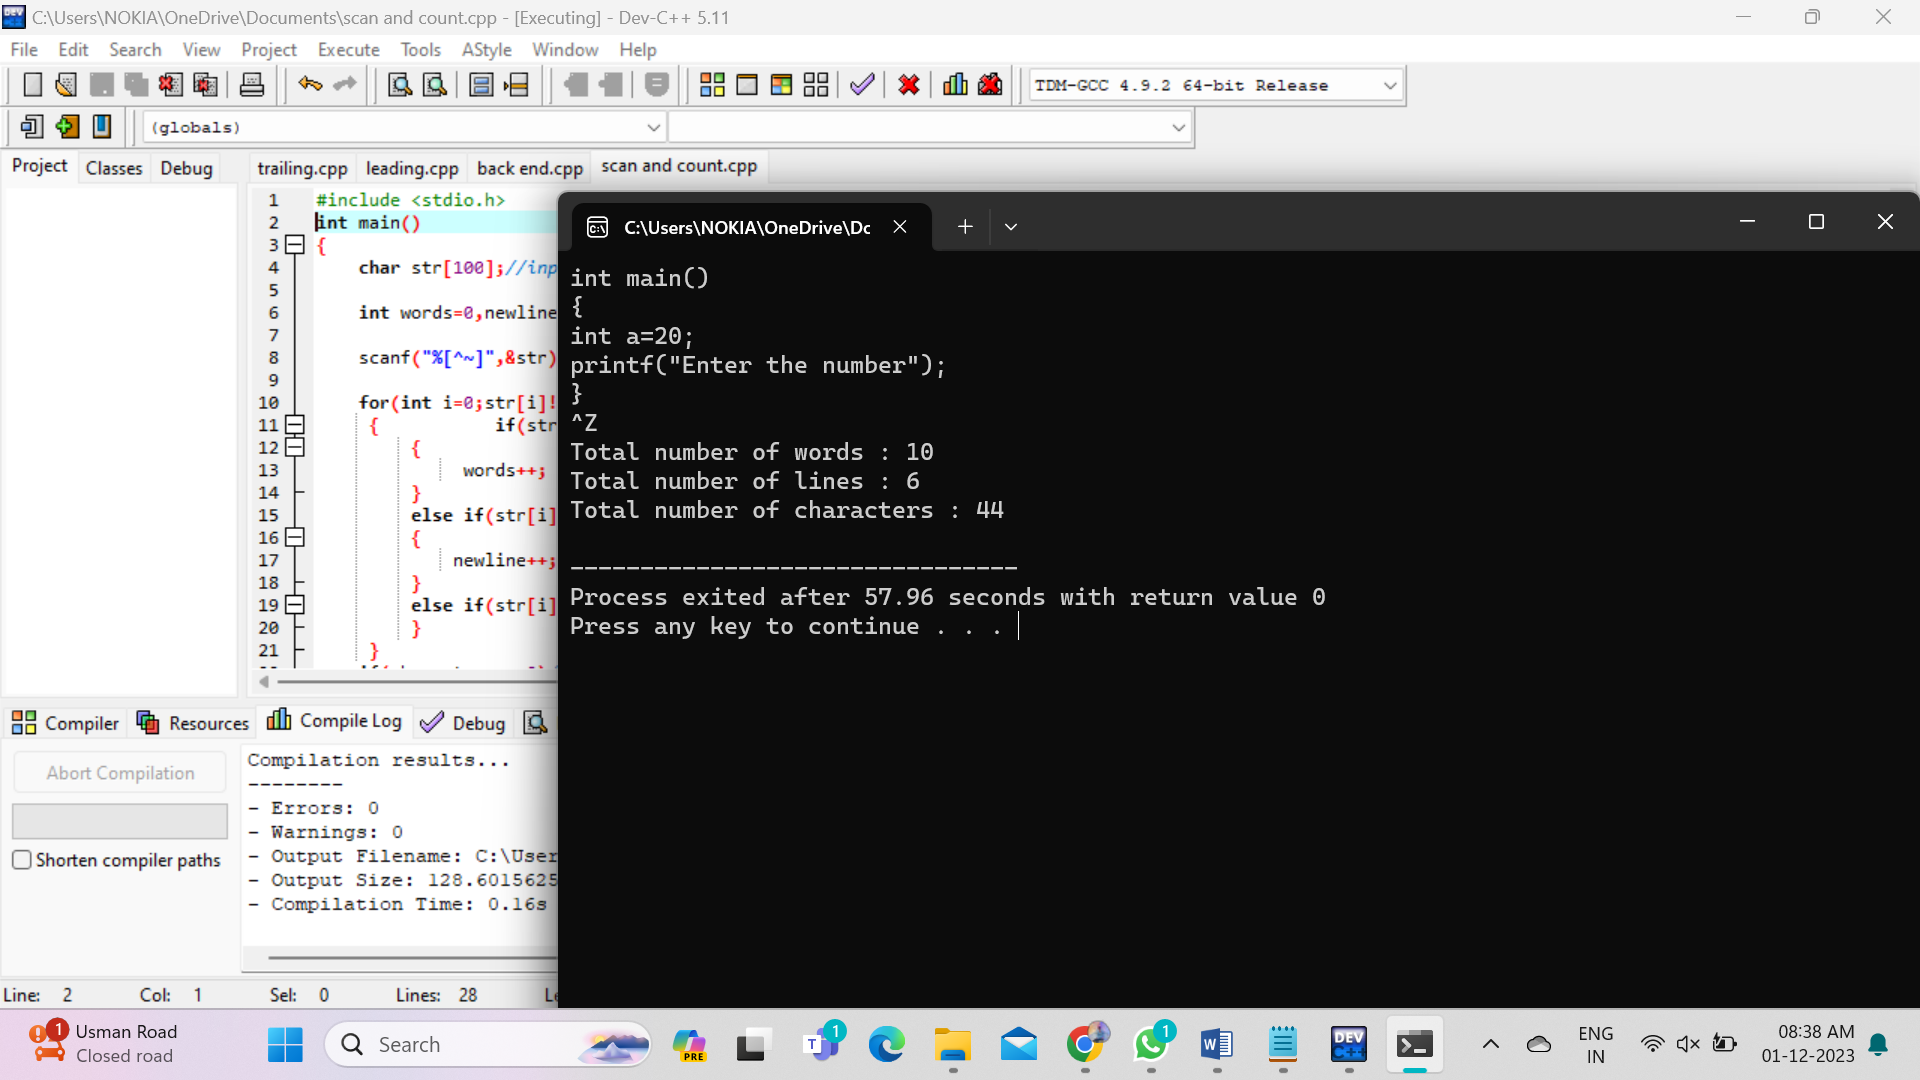 C:\Users\NOKIA\OneDrive\Documents\scan and count.cpp - [Executing] - Dev-C++ 5.11
File Edit Search View Project Execute Tools AStyle Window Help
TDM-GCC 4.9.2 64-bit Release
(globals)
Project Classes Debug
trailing.cpp leading.cpp back end.cpp scan and count.cpp
1 #include <stdio.h>
2 int main()
3 {
4 char str[100];//inp
5
6 int words=0,newline
7
8 scanf("%[^~]",&str)
9
10 for(int i=0;str[i]!
11 { if(str
12 {
13 words++;
14 }
15 else if(str[i]
16 {
17 newline++;
18 }
19 else if(str[i]
20 }
21 }
C:\Users\NOKIA\OneDrive\Dc
int main()
{
int a=20;
printf("Enter the number");
}
^Z
Total number of words : 10
Total number of lines : 6
Total number of characters : 44
--------------------------------
Process exited after 57.96 seconds with return value 0
Press any key to continue . . .
Compiler Resources Compile Log Debug
Abort Compilation
Shorten compiler paths
Compilation results...
--------
- Errors: 0
- Warnings: 0
- Output Filename: C:\User
- Output Size: 128.6015625
- Compilation Time: 0.16s
Line: 2 Col: 1 Sel: 0 Lines: 28
1
Usman Road
Closed road
Search
PRE
T
1
1
W
DEV
C++
ENG
IN
08:38 AM
01-12-2023